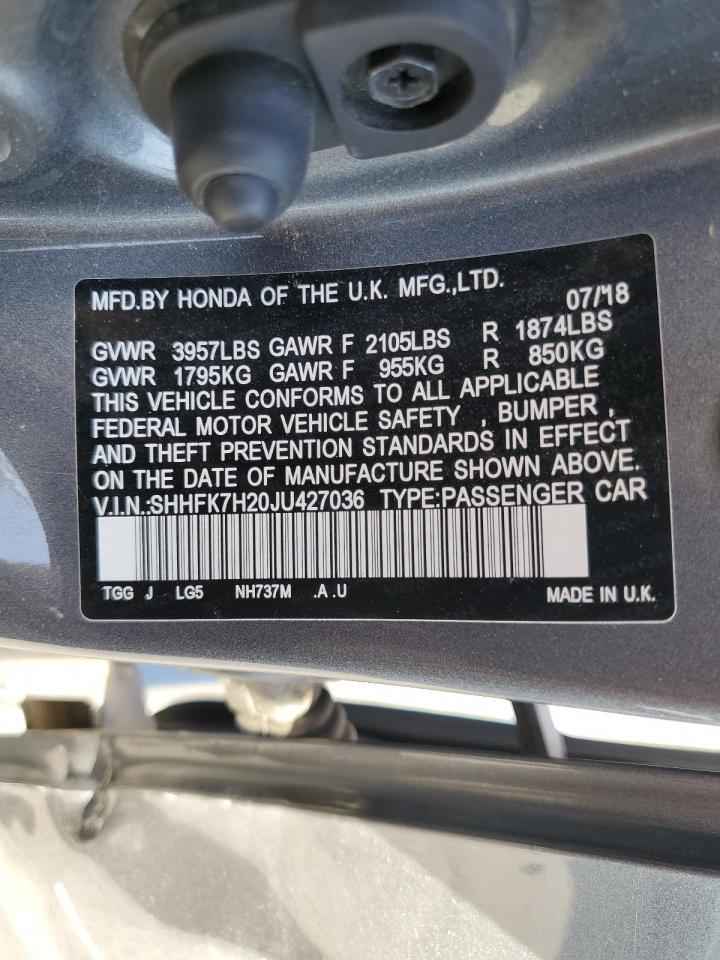 MFD.BY HONDA OF THE U.K. MFG.,LTD. 07/18
GVWR 3957LBS GAWR F 2105LBS R 1874LBS
GVWR 1795KG GAWR F 955KG R 850KG
THIS VEHICLE CONFORMS TO ALL APPLICABLE
FEDERAL MOTOR VEHICLE SAFETY , BUMPER ,
AND THEFT PREVENTION STANDARDS IN EFFECT
ON THE DATE OF MANUFACTURE SHOWN ABOVE.
V.I.N.:SHHFK7H20JU427036 TYPE:PASSENGER CAR
TGG J LG5 NH737M .A .U MADE IN U.K.